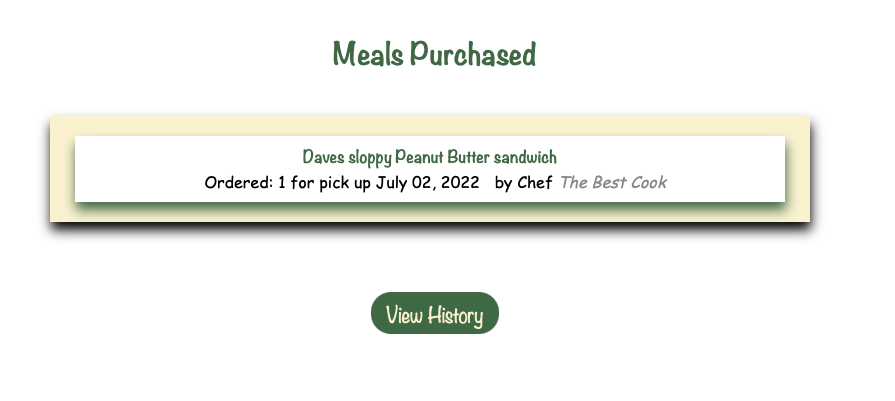 Meals Purchased
Daves sloppy Peanut Butter sandwich
Ordered: 1 for pick up July 02, 2022 by Chef The Best Cook
View History